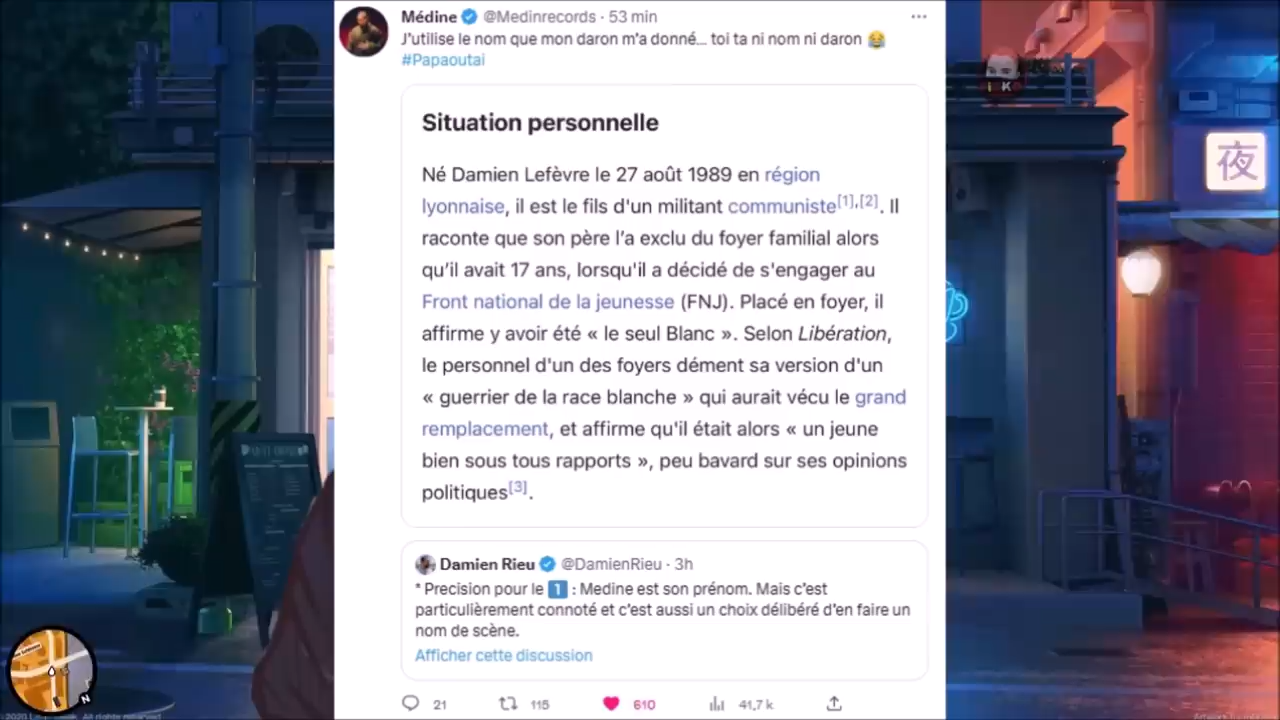 Médine @Medinrecords · 53 min
J'utilise le nom que mon daron m'a donné... toi ta ni nom ni daron 😂
#Papaoutai
Situation personnelle
Né Damien Lefèvre le 27 août 1989 en région
lyonnaise, il est le fils d'un militant communiste[1],[2]. Il
raconte que son père l'a exclu du foyer familial alors
qu'il avait 17 ans, lorsqu'il a décidé de s'engager au
Front national de la jeunesse (FNJ). Placé en foyer, il
affirme y avoir été « le seul Blanc ». Selon Libération,
le personnel d'un des foyers dément sa version d'un
« guerrier de la race blanche » qui aurait vécu le grand
remplacement, et affirme qu'il était alors « un jeune
bien sous tous rapports », peu bavard sur ses opinions
politiques[3].
Damien Rieu @DamienRieu · 3h
* Precision pour le 1️⃣ : Medine est son prénom. Mais c'est
particulièrement connoté et c'est aussi un choix délibéré d'en faire un
nom de scène.
Afficher cette discussion
21 115 610 41,7 k
夜
N